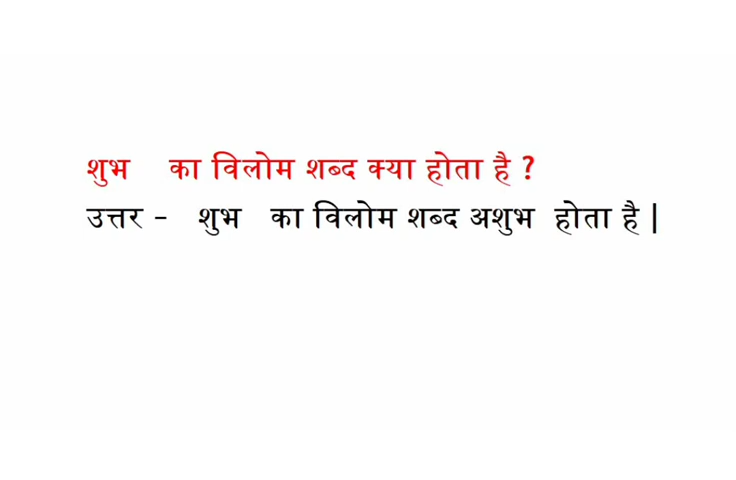 शुभ का विलोम शब्द क्या होता है ?
उत्तर - शुभ का विलोम शब्द अशुभ होता है |